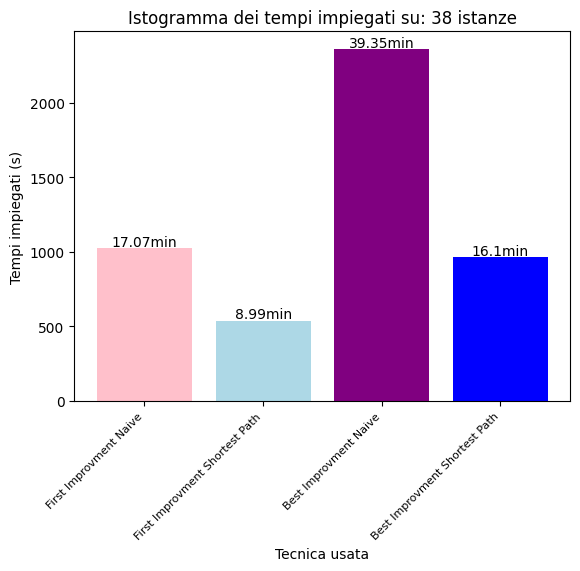 Istogramma dei tempi impiegati su: 38 istanze
Tempi impiegati (s)
2000
1500
1000
500
0
17.07min
8.99min
39.35min
16.1min
First Improvment Naive
First Improvment Shortest Path
Best Improvment Naive
Best Improvment Shortest Path
Tecnica usata